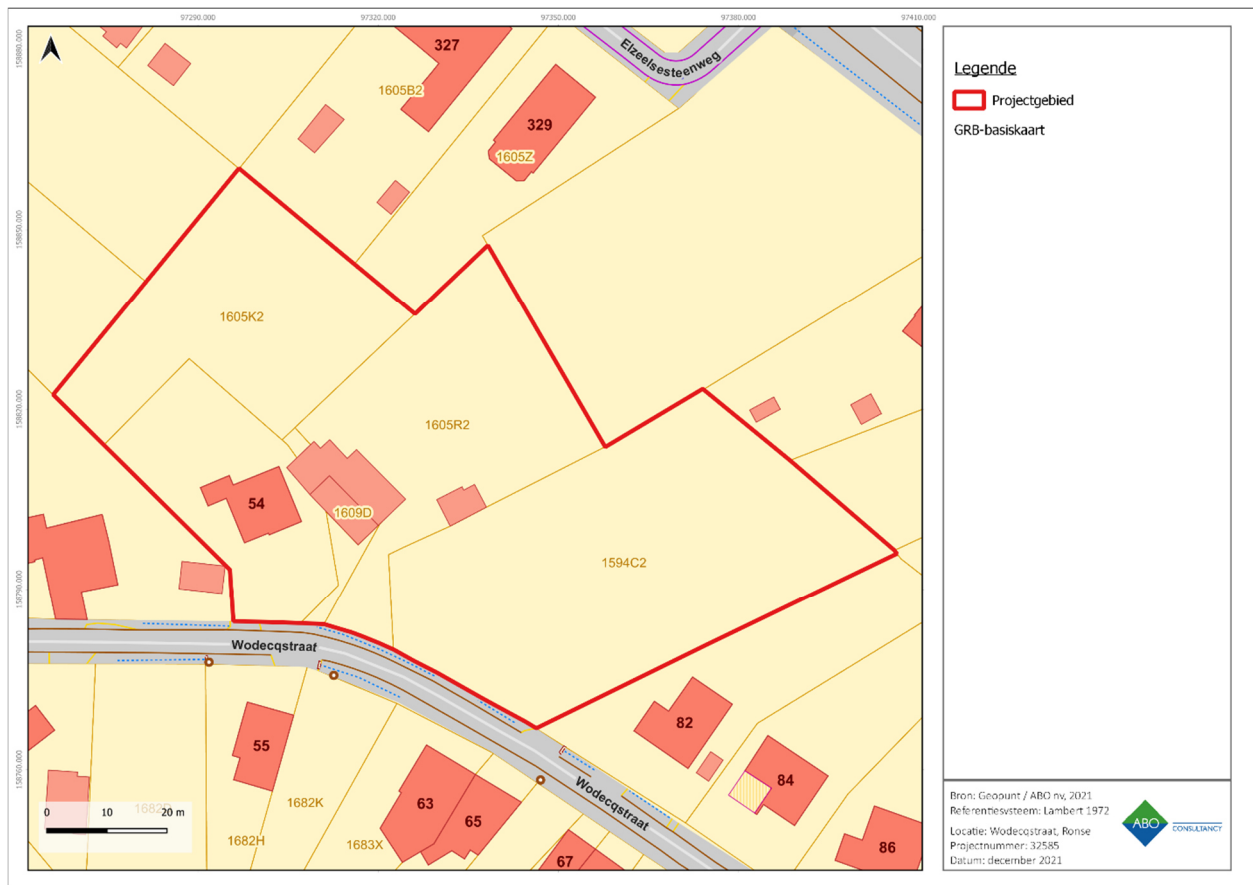 97290.000 97320.000 97350.000 97380.000 97410.000
158880.000
158850.000
158820.000
158790.000
158760.000
Elzeelsesteenweg
327
1605B2
329
1605Z
1605K2
1605R2
54
1609D
1594C2
Wodecqstraat
82
55
84
Wodecqstraat
63
65
86
67
1682K
1682H
1683X
0 10 20 m
Legende
Projectgebied
GRB-basiskaart
Bron: Geopunt / ABO nv, 2021
Referentiesysteem: Lambert 1972
Locatie: Wodecqstraat, Ronse
Projectnummer: 32585
Datum: december 2021
ABO
CONSULTANCY